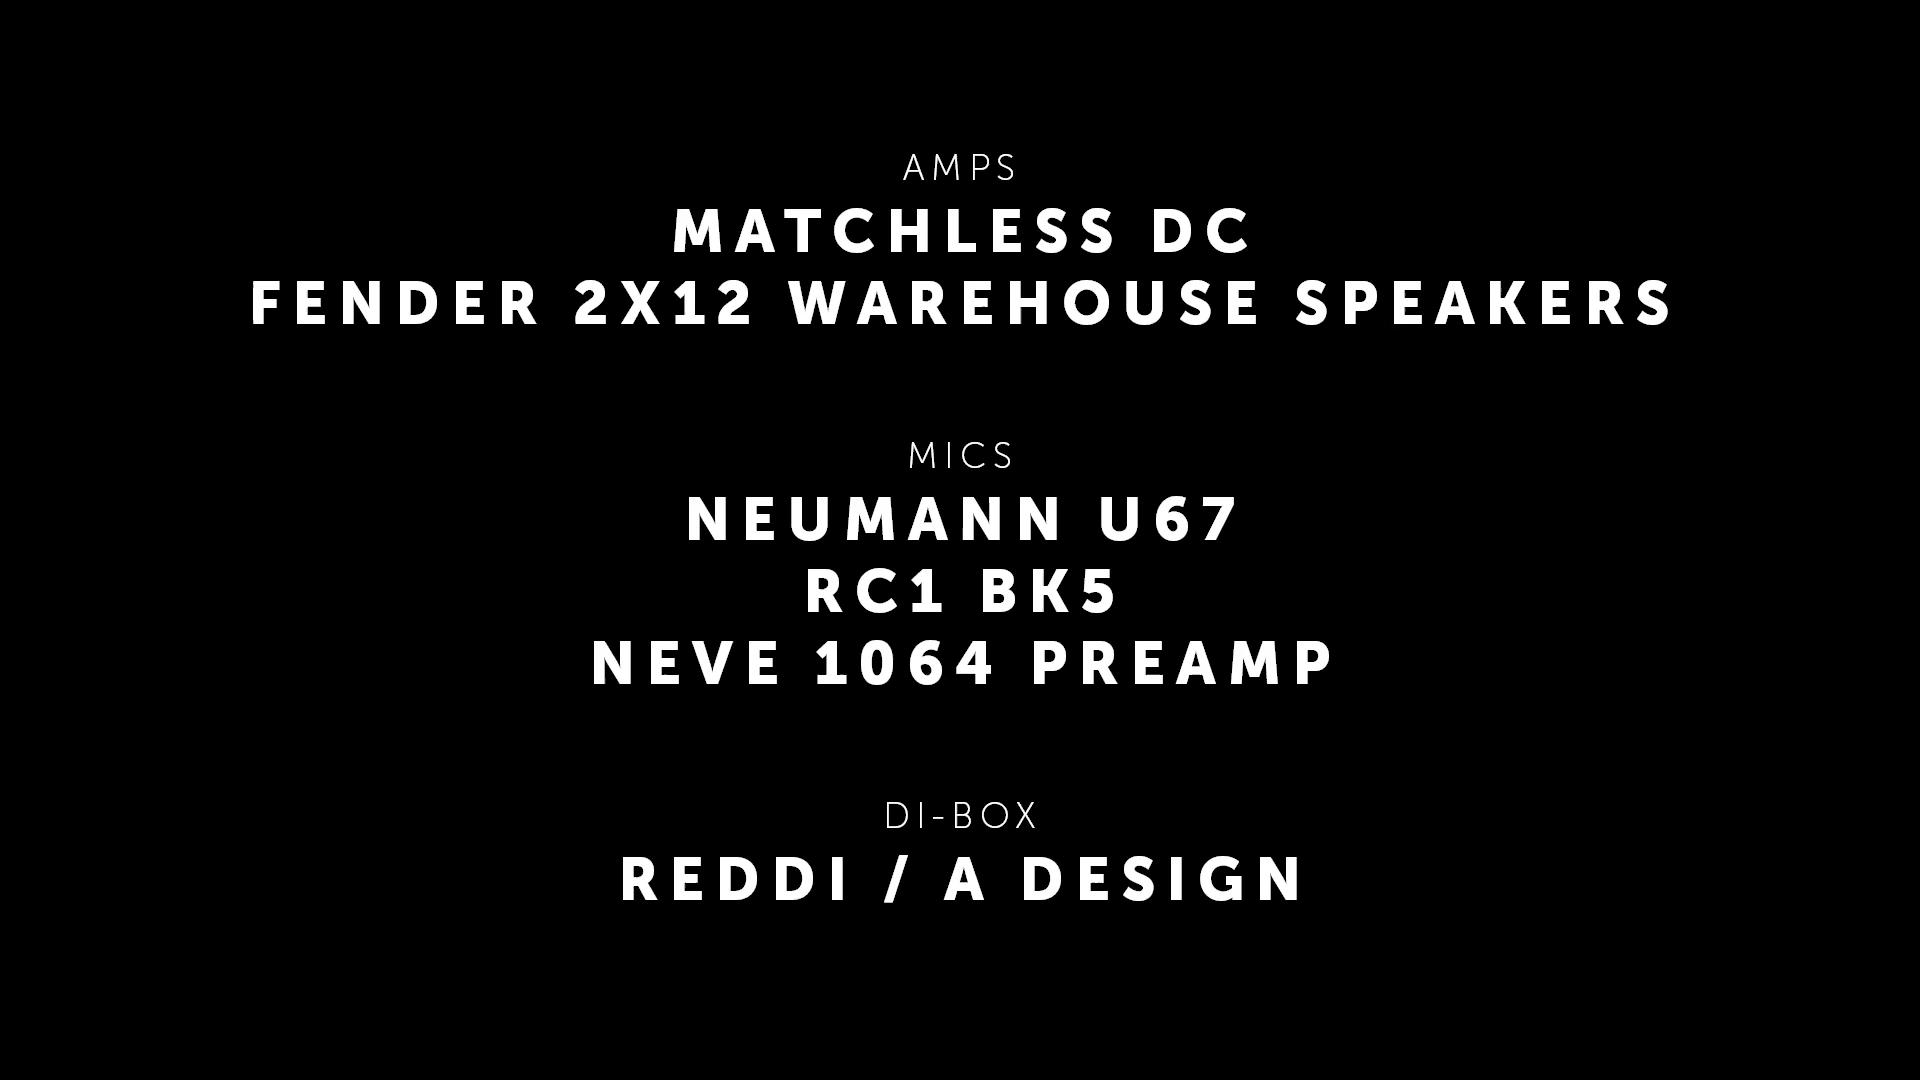 AMPS
MATCHLESS DC
FENDER 2X12 WAREHOUSE SPEAKERS
MICS
NEUMANN U67
RC1 BK5
NEVE 1064 PREAMP
DI-BOX
REDDI / A DESIGN